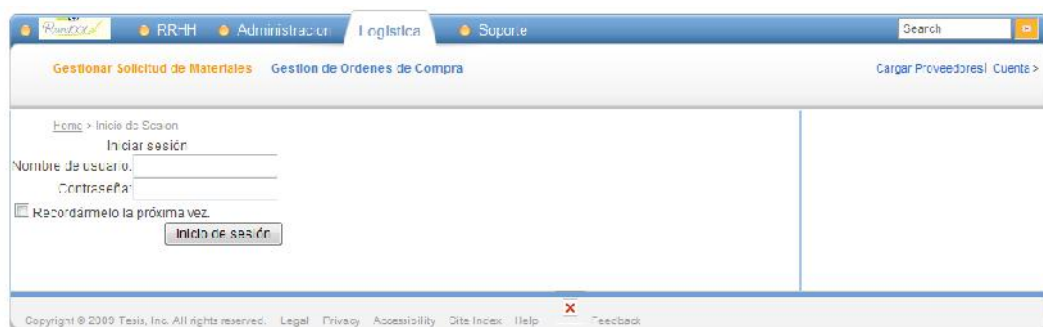 RRHH Administracion Logistica Soporte Search
Gestionar Solicitud de Materiales Gestion de Ordenes de Compra Cargar Proveedores| Cuenta >
Home > Inicio de Sesion
Iniciar sesión
Nombre de usuario:
Contraseña:
Recordármelo la próxima vez.
Inicio de sesión
Copyright © 2009 Tesis, Inc. All rights reserved. Legal Privacy Accessibility Site Index Help Feedback